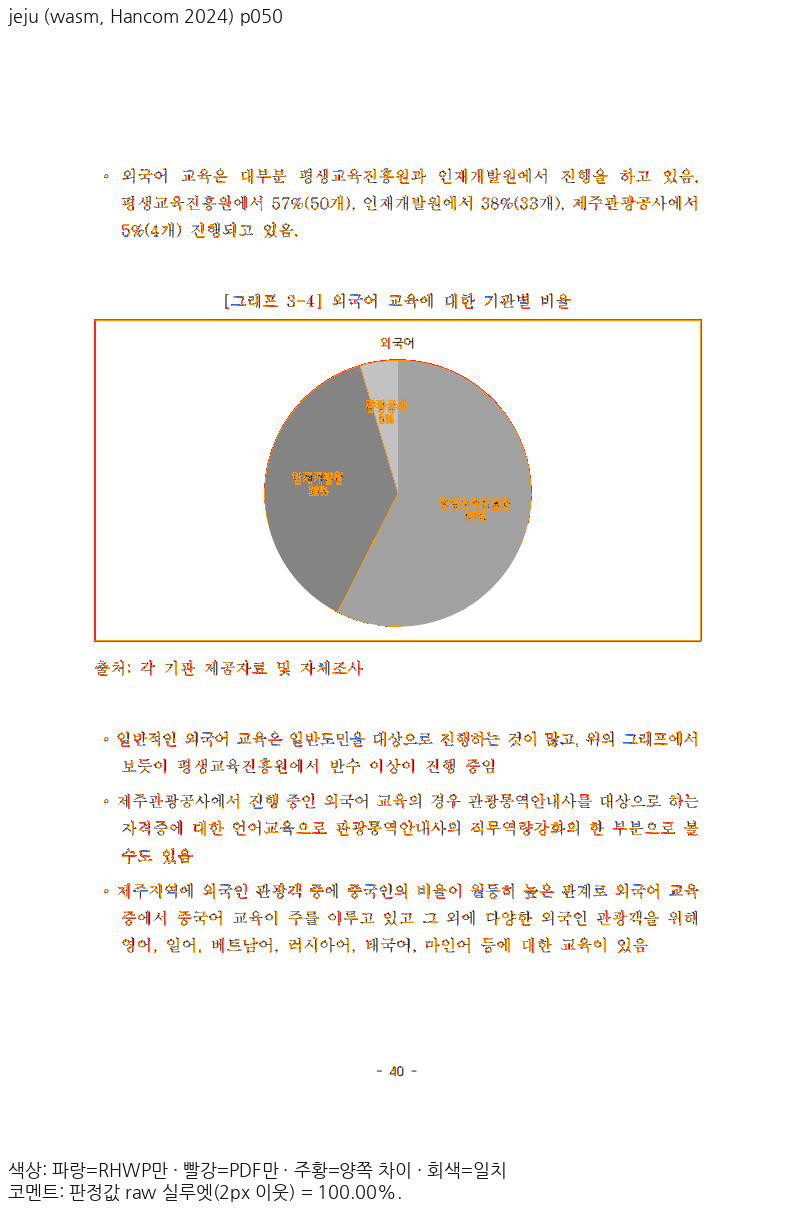 jeju (wasm, Hancom 2024) p050
◦ 외국어 교육은 대부분 평생교육진흥원과 인재개발원에서 진행을 하고 있음.
평생교육진흥원에서 57%(50개), 인재개발원에서 38%(33개), 제주관광공사에서
5%(4개) 진행되고 있음.
[그래프 3-4] 외국어 교육에 대한 기관별 비율
외국어
관광공사
5%
인재개발원
38%
평생교육진흥원
57%
출처: 각 기관 제공자료 및 자체조사
◦ 일반적인 외국어 교육은 일반도민을 대상으로 진행하는 것이 많고, 위의 그래프에서
보듯이 평생교육진흥원에서 반수 이상이 진행 중임
◦ 제주관광공사에서 진행 중인 외국어 교육의 경우 관광통역안내사를 대상으로 하는
자격증에 대한 언어교육으로 관광통역안내사의 직무역량강화의 한 부분으로 볼
수도 있음
◦ 제주지역에 외국인 관광객 중에 중국인의 비율이 월등히 높은 관계로 외국어 교육
중에서 중국어 교육이 주를 이루고 있고 그 외에 다양한 외국인 관광객을 위해
영어, 일어, 베트남어, 러시아어, 태국어, 마인어 등에 대한 교육이 있음
- 40 -
색상: 파랑=RHWP만 · 빨강=PDF만 · 주황=양쪽 차이 · 회색=일치
코멘트: 판정값 raw 실루엣(2px 이웃) = 100.00%.